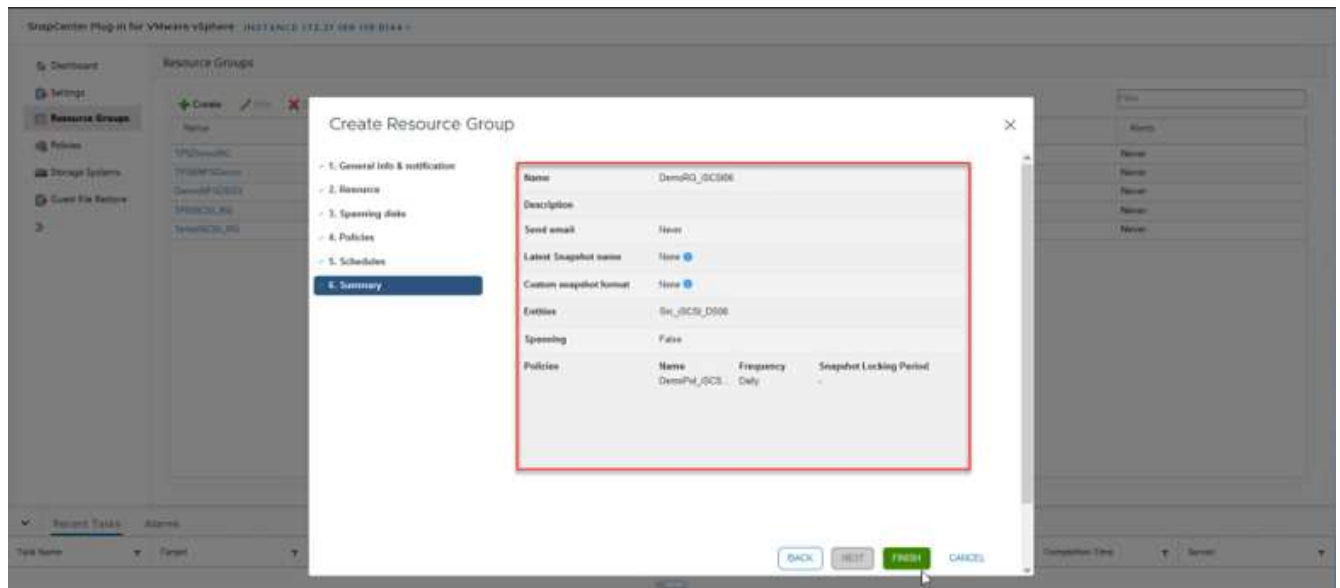 SnapCenter Plug-in for VMware vSphere
Dashboard
Settings
Resource Groups
Policies
Storage Systems
Guest File Restore
Resource Groups
Create
Name
Alerts
Never
Never
Never
Never
Never
Create Resource Group
1. General info & notification
2. Resource
3. Spanning disks
4. Policies
5. Schedules
6. Summary
Name DemoRG_iSCSI06
Description
Send email Never
Latest Snapshot name None
Custom snapshot format None
Entities Src_iSCSI_DS06
Spanning False
Policies Name Frequency Snapshot Locking Period
DemoPol_iSCS... Daily -
BACK NEXT FINISH CANCEL
Recent Tasks Alarms
Task Name Target Completion Time Server